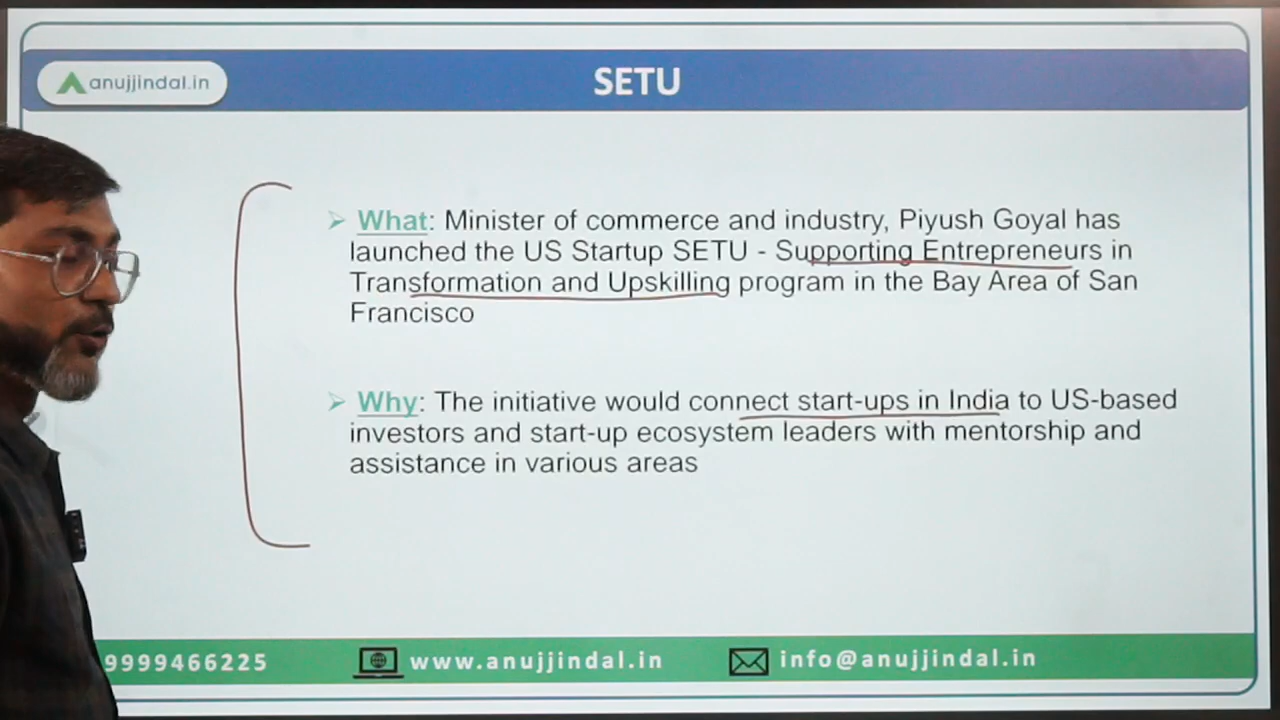 anujjindal.in
SETU
What: Minister of commerce and industry, Piyush Goyal has
launched the US Startup SETU - Supporting Entrepreneurs in
Transformation and Upskilling program in the Bay Area of San
Francisco
Why: The initiative would connect start-ups in India to US-based
investors and start-up ecosystem leaders with mentorship and
assistance in various areas
9999466225
www.anujjindal.in
info@anujjindal.in